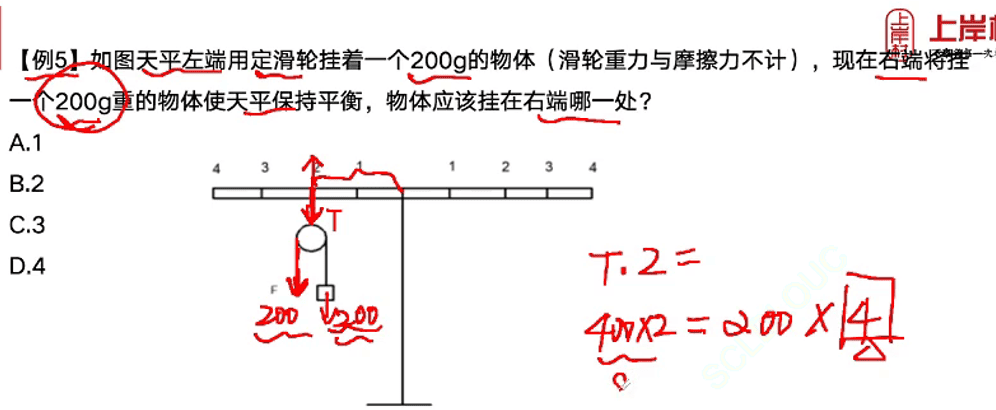 上岸村
【例5】如图天平左端用定滑轮挂着一个200g的物体（滑轮重力与摩擦力不计），现在右端将挂
一个200g重的物体使天平保持平衡，物体应该挂在右端哪一处？
A.1
B.2
C.3
D.4
4 3 2 1 1 2 3 4
T
F
200 200
T.2=
400×2=200×4